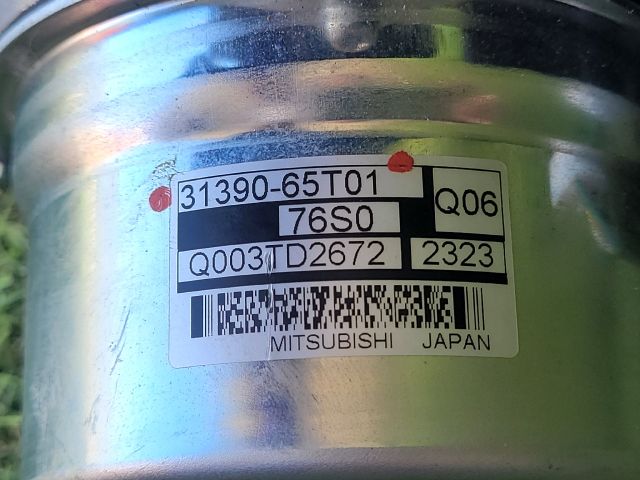 31390-65T01
Q06
76S0
Q003TD2672 2323
MITSUBISHI JAPAN